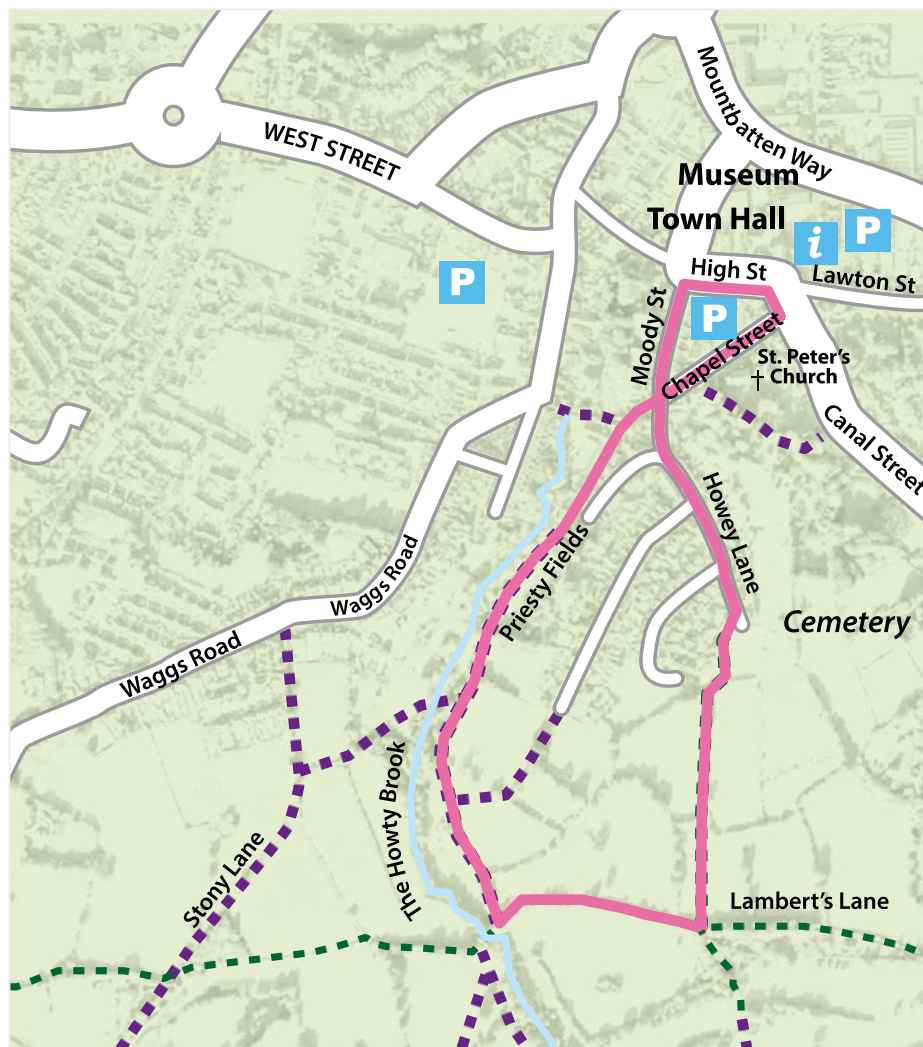 Mountbatten Way
WEST STREET
Museum
Town Hall
i
P
P
High St
Lawton St
P
Moody St
Chapel Street
St. Peter's
Church
Canal Street
Howey Lane
Priesty Fields
Waggs Road
Cemetery
Waggs Road
The Howty Brook
Stony Lane
Lambert's Lane